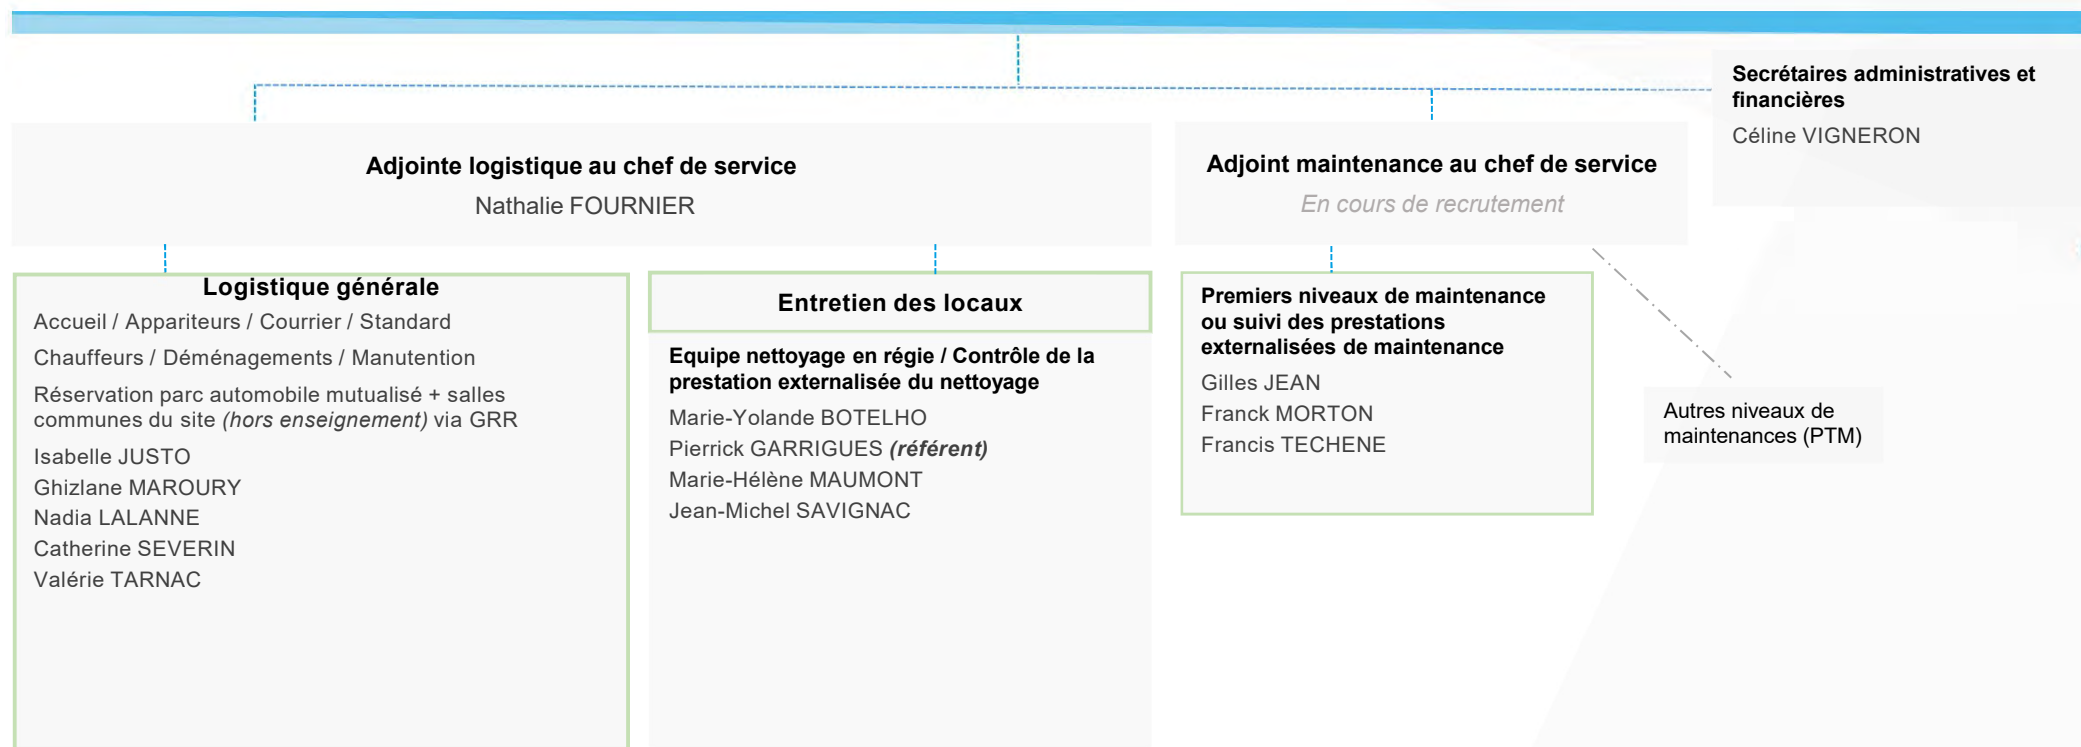 Secrétaires administratives et
financières
Céline VIGNERON
Adjointe logistique au chef de service
Nathalie FOURNIER
Adjoint maintenance au chef de service
En cours de recrutement
Logistique générale
Accueil / Appariteurs / Courrier / Standard
Chauffeurs / Déménagements / Manutention
Réservation parc automobile mutualisé + salles
communes du site (hors enseignement) via GRR
Isabelle JUSTO
Ghizlane MAROURY
Nadia LALANNE
Catherine SEVERIN
Valérie TARNAC
Entretien des locaux
Equipe nettoyage en régie / Contrôle de la
prestation externalisée du nettoyage
Marie-Yolande BOTELHO
Pierrick GARRIGUES (référent)
Marie-Hélène MAUMONT
Jean-Michel SAVIGNAC
Premiers niveaux de maintenance
ou suivi des prestations
externalisées de maintenance
Gilles JEAN
Franck MORTON
Francis TECHENE
Autres niveaux de
maintenances (PTM)